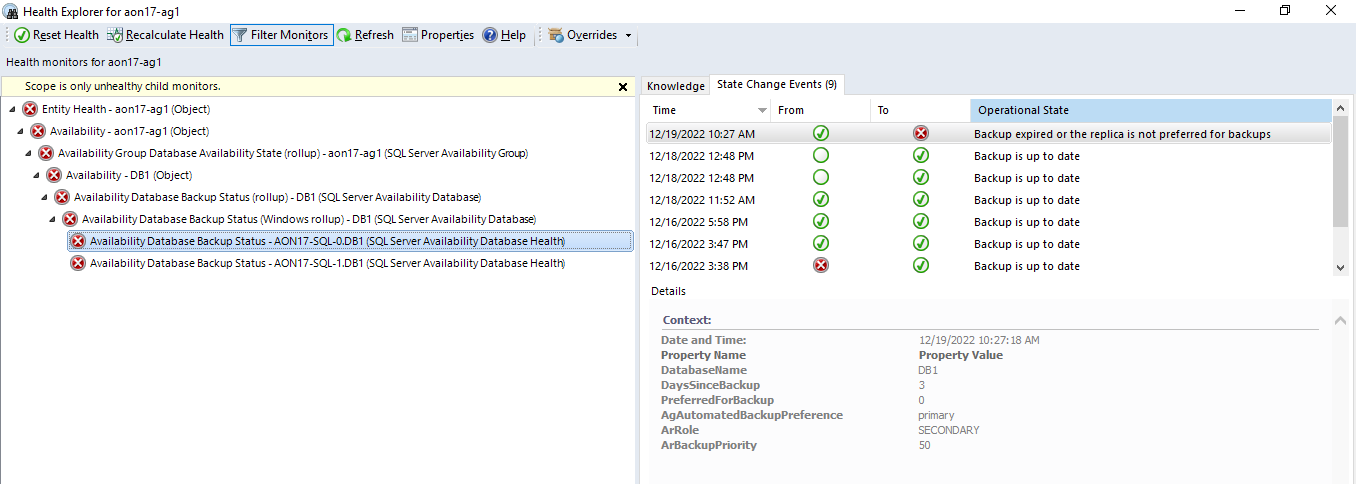 Health Explorer for aon17-ag1
Reset Health Recalculate Health Filter Monitors Refresh Properties Help Overrides
Health monitors for aon17-ag1
Scope is only unhealthy child monitors.
Entity Health - aon17-ag1 (Object)
Availability - aon17-ag1 (Object)
Availability Group Database Availability State (rollup) - aon17-ag1 (SQL Server Availability Group)
Availability - DB1 (Object)
Availability Database Backup Status (rollup) - DB1 (SQL Server Availability Database)
Availability Database Backup Status (Windows rollup) - DB1 (SQL Server Availability Database)
Availability Database Backup Status - AON17-SQL-0.DB1 (SQL Server Availability Database Health)
Availability Database Backup Status - AON17-SQL-1.DB1 (SQL Server Availability Database Health)
Knowledge State Change Events (9)
Time From To Operational State
12/19/2022 10:27 AM Backup expired or the replica is not preferred for backups
12/18/2022 12:48 PM Backup is up to date
12/18/2022 12:48 PM Backup is up to date
12/18/2022 11:52 AM Backup is up to date
12/16/2022 5:58 PM Backup is up to date
12/16/2022 3:47 PM Backup is up to date
12/16/2022 3:38 PM Backup is up to date
Details
Context:
Date and Time: 12/19/2022 10:27:18 AM
Property Name Property Value
DatabaseName DB1
DaysSinceBackup 3
PreferredForBackup 0
AgAutomatedBackupPreference primary
ArRole SECONDARY
ArBackupPriority 50